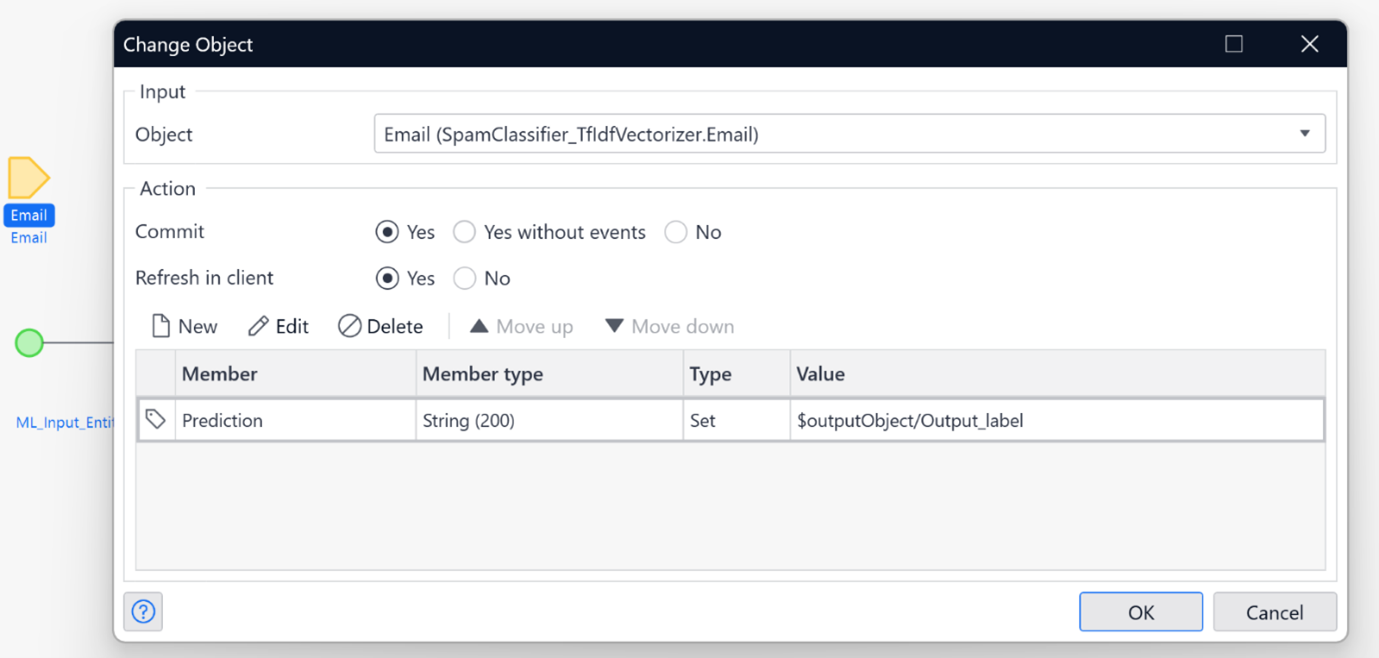 Change Object
Input
Object
Email (SpamClassifier_TfIdfVectorizer.Email)
Action
Commit
Yes
Yes without events
No
Refresh in client
Yes
No
New
Edit
Delete
Move up
Move down
Member
Member type
Type
Value
Prediction
String (200)
Set
$outputObject/Output_label
?
OK
Cancel
Email
Email
ML_Input_Enti